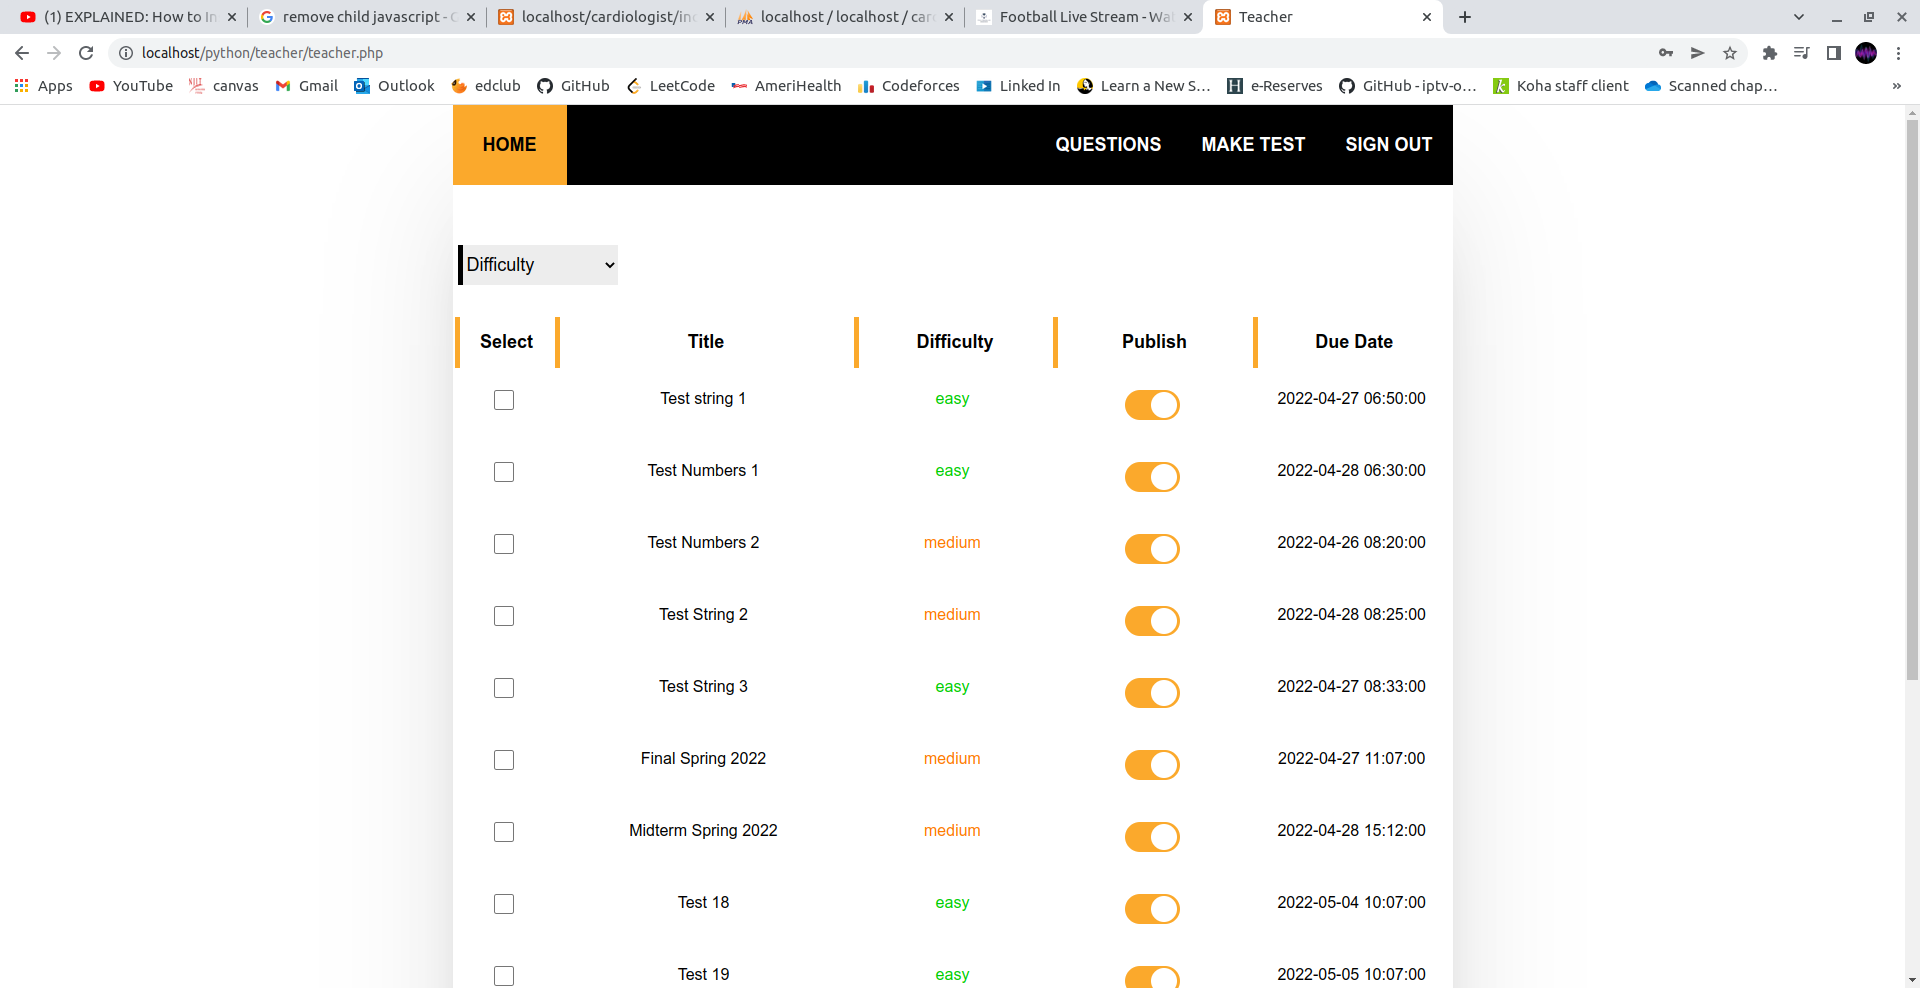 (1) EXPLAINED: How to In
remove child javascript - G
localhost/cardiologist/inc
localhost / localhost / car
Football Live Stream - Wat
Teacher
localhost/python/teacher/teacher.php
Apps YouTube canvas Gmail Outlook edclub GitHub LeetCode AmeriHealth Codeforces Linked In Learn a New S... e-Reserves GitHub - iptv-o... Koha staff client Scanned chap... »
HOME QUESTIONS MAKE TEST SIGN OUT
Difficulty
Select Title Difficulty Publish Due Date
Test string 1 easy 2022-04-27 06:50:00
Test Numbers 1 easy 2022-04-28 06:30:00
Test Numbers 2 medium 2022-04-26 08:20:00
Test String 2 medium 2022-04-28 08:25:00
Test String 3 easy 2022-04-27 08:33:00
Final Spring 2022 medium 2022-04-27 11:07:00
Midterm Spring 2022 medium 2022-04-28 15:12:00
Test 18 easy 2022-05-04 10:07:00
Test 19 easy 2022-05-05 10:07:00